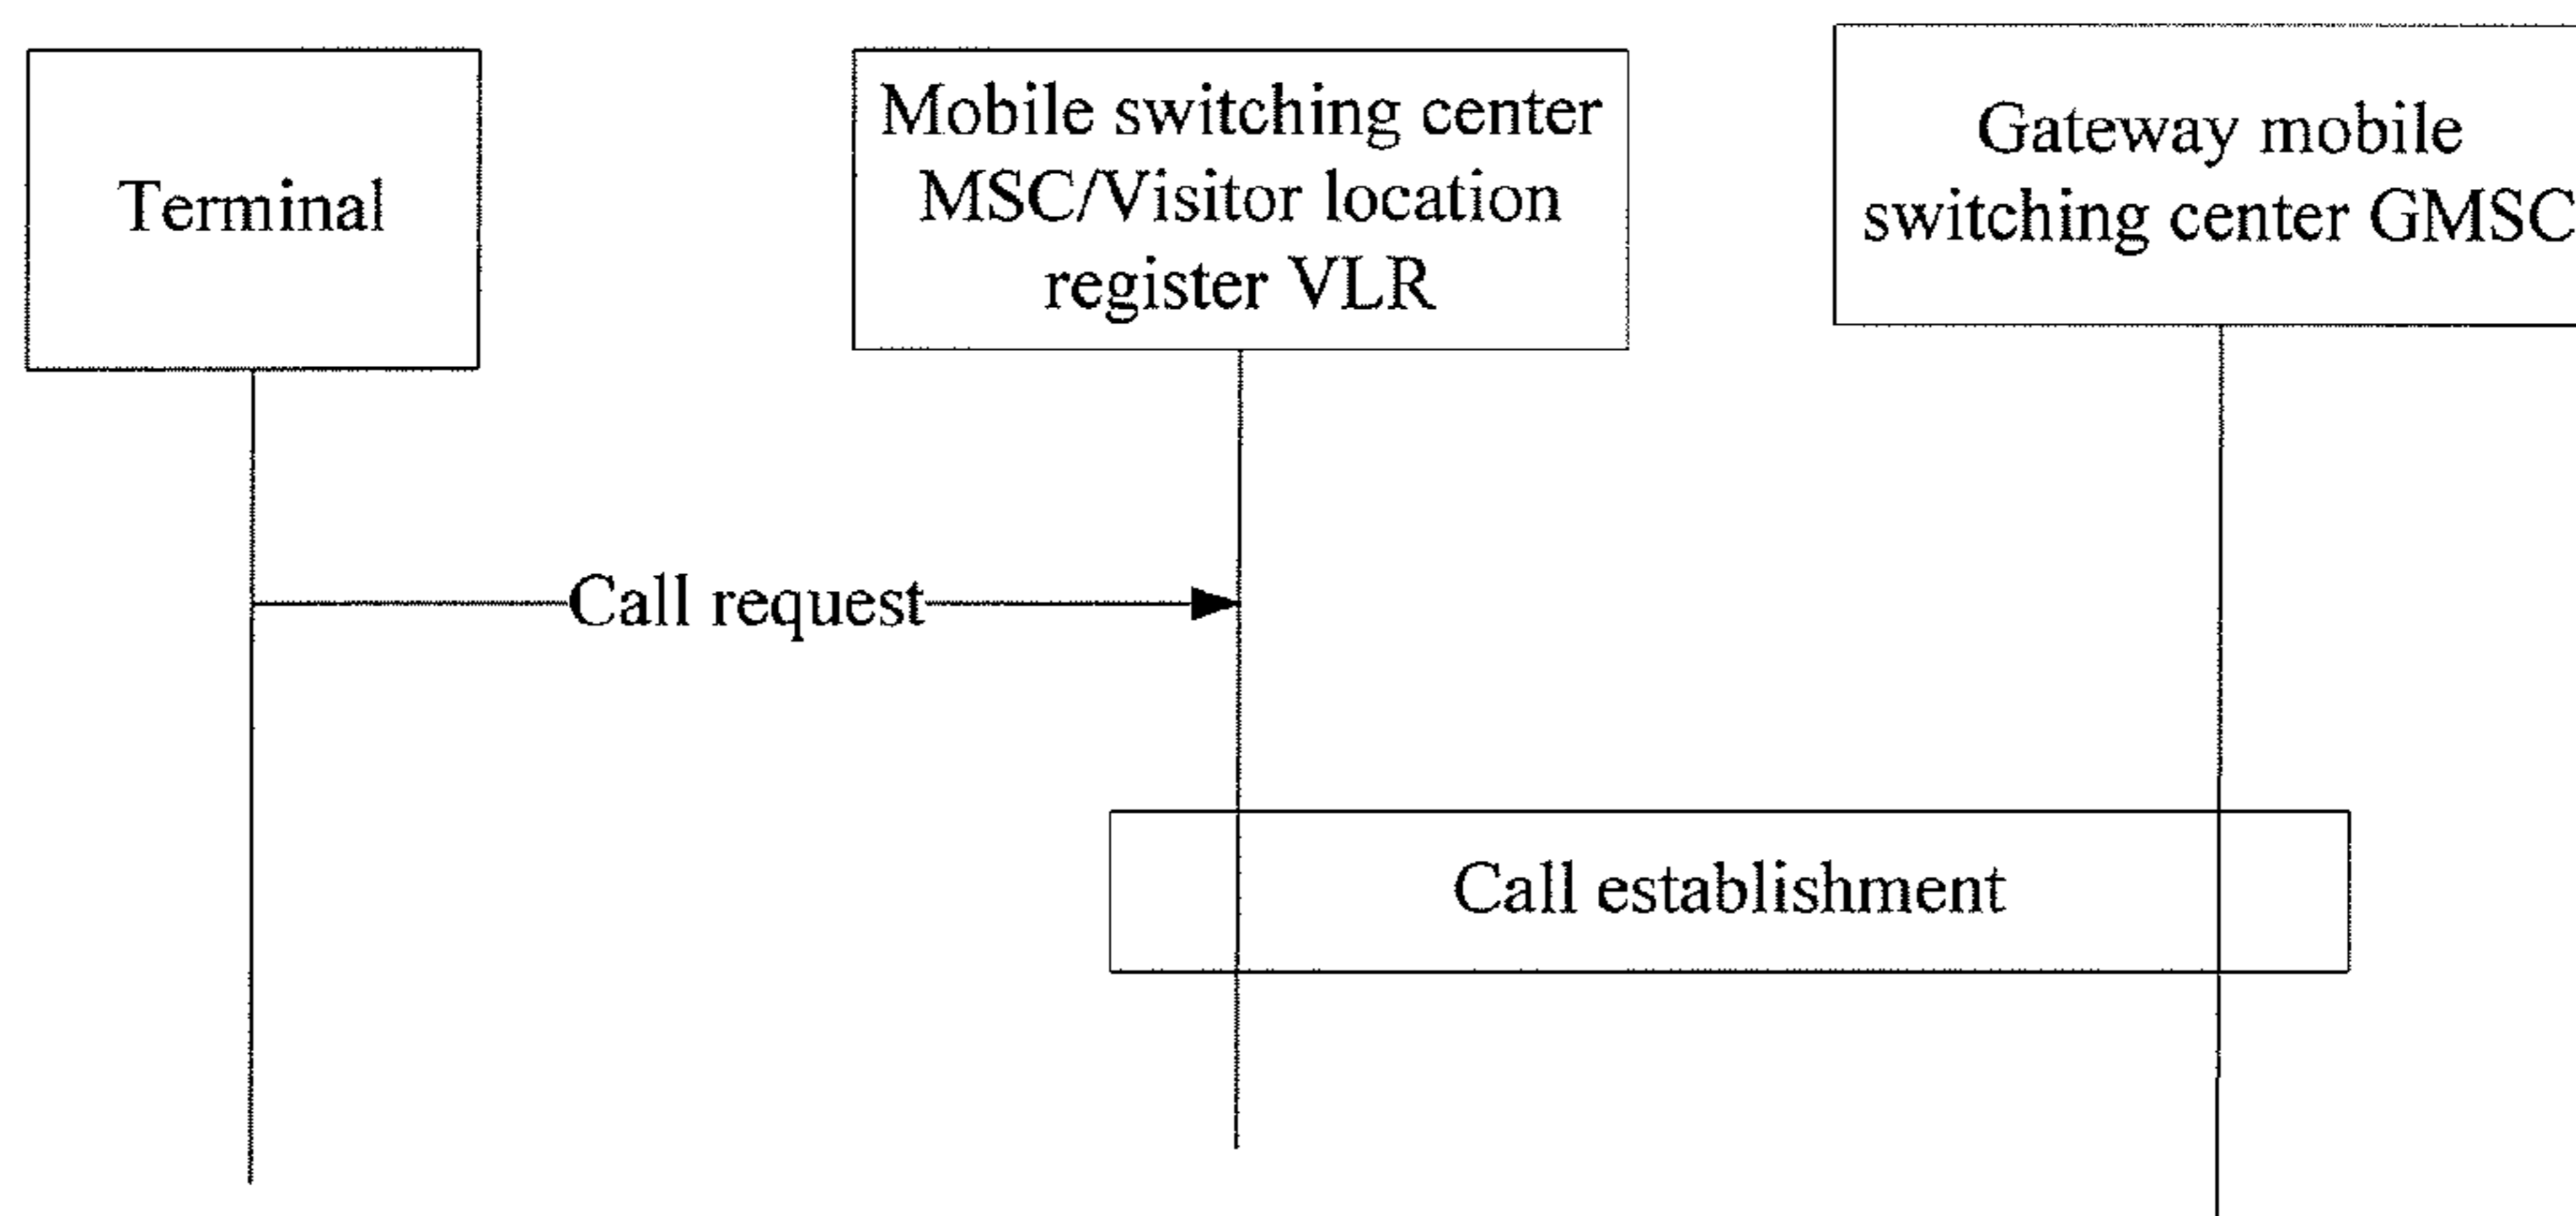 Terminal
Mobile switching center
MSC/Visitor location
register VLR
Gateway mobile
switching center GMSC
Call request
Call establishment